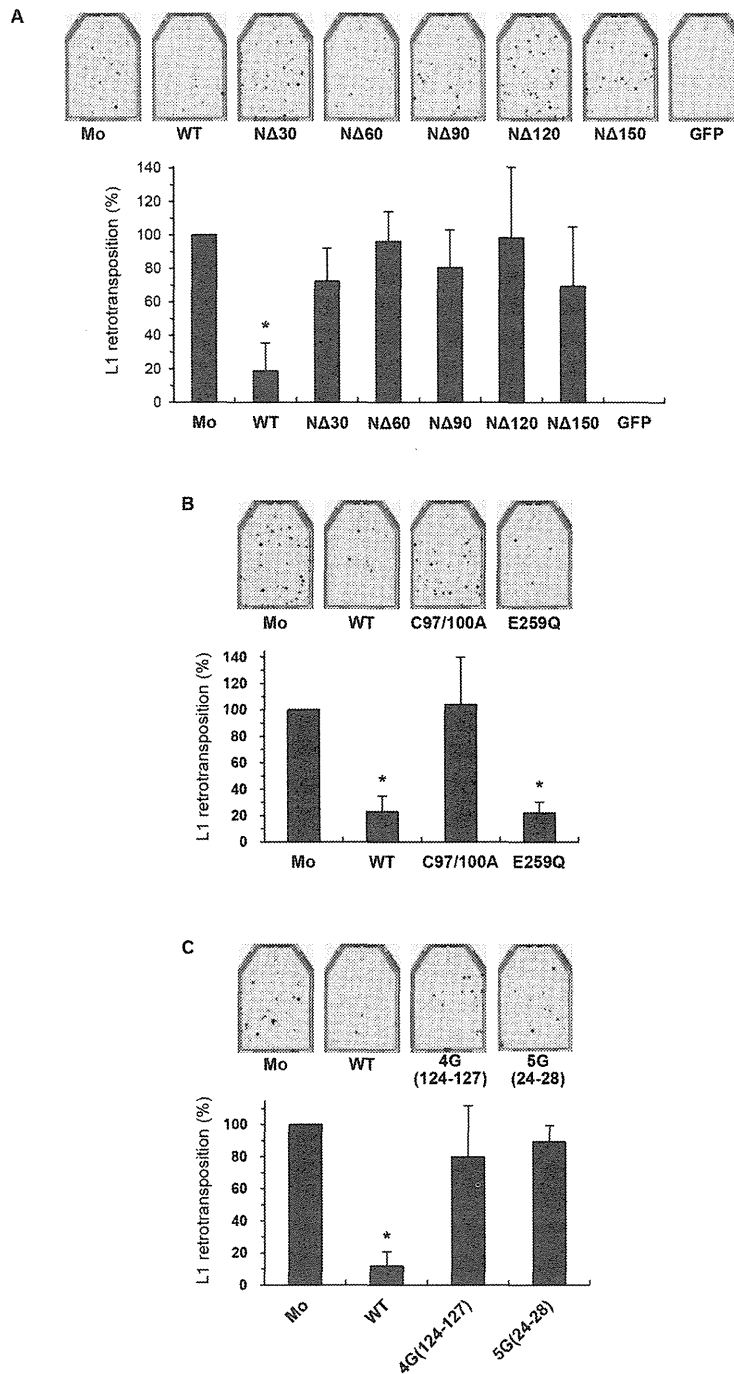 A
Mo WT NΔ30 NΔ60 NΔ90 NΔ120 NΔ150 GFP
L1 retrotransposition (%)
140
120
100
80
60
40
20
0
*
Mo WT NΔ30 NΔ60 NΔ90 NΔ120 NΔ150 GFP
B
Mo WT C97/100A E259Q
L1 retrotransposition (%)
140
120
100
80
60
40
20
0
* *
Mo WT C97/100A E259Q
C
Mo WT 4G 5G
(124-127) (24-28)
L1 retrotransposition (%)
100
80
60
40
20
0
*
Mo WT 4G(124-127) 5G(24-28)